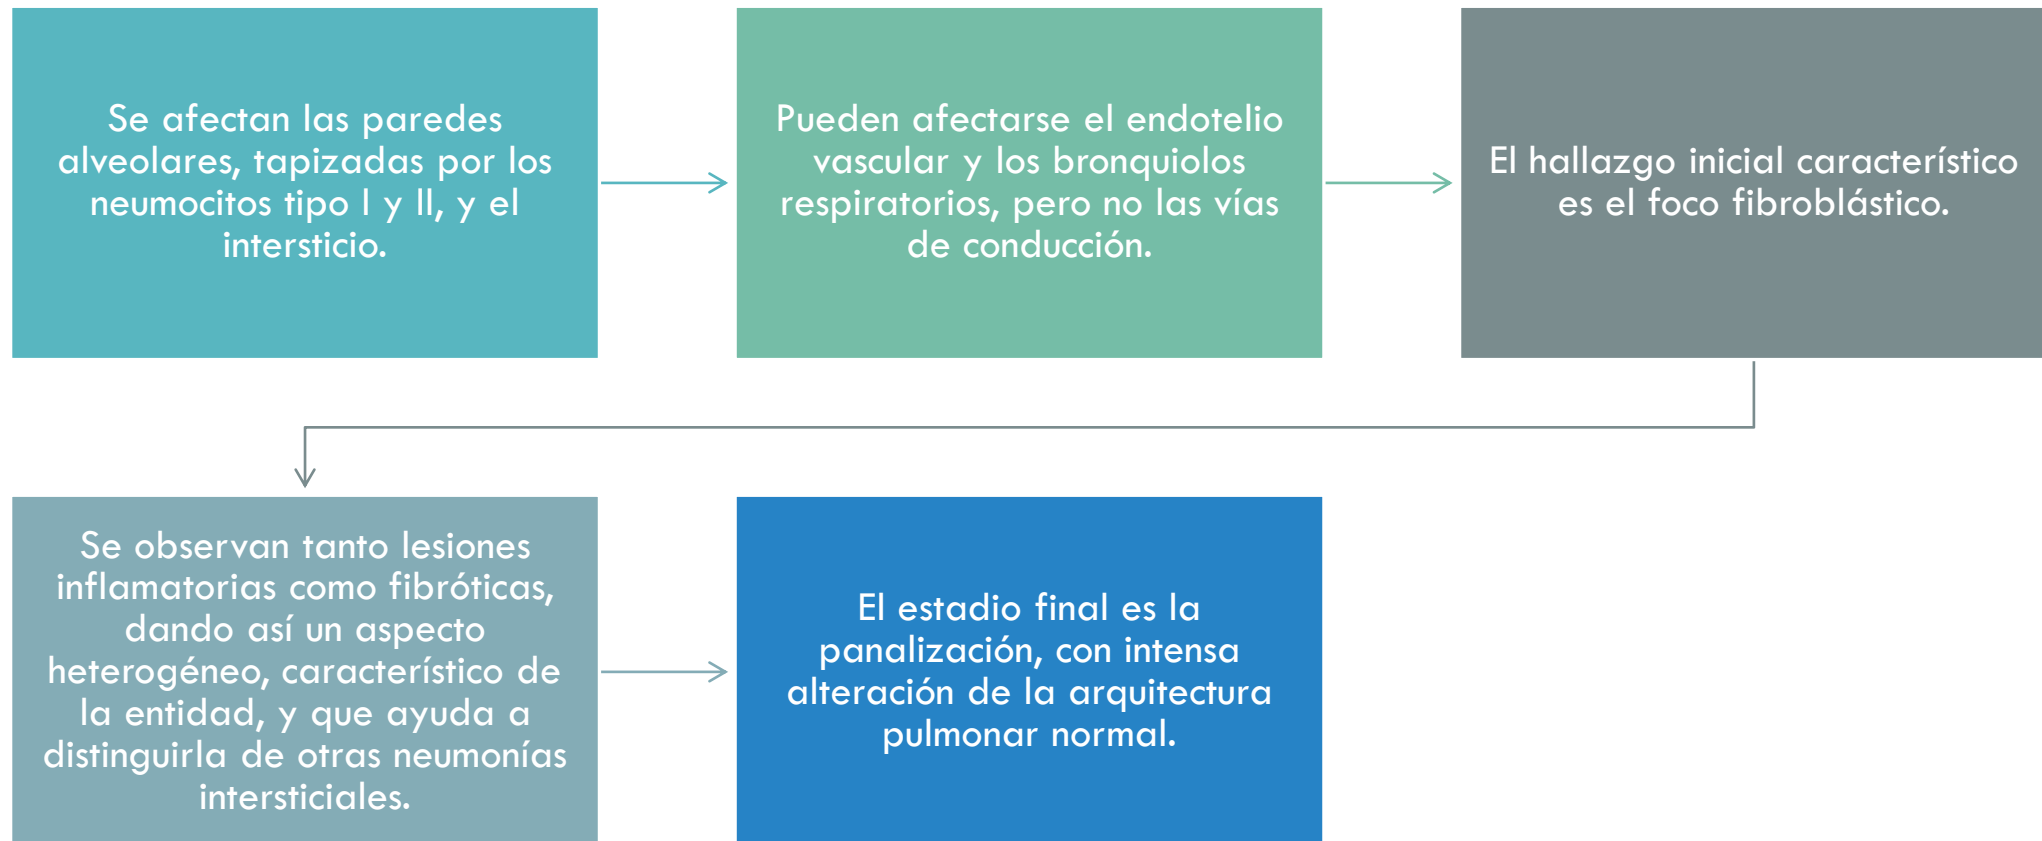 Se afectan las paredes
alveolares, tapizadas por los
neumocitos tipo I y II, y el
intersticio.
Pueden afectarse el endotelio
vascular y los bronquiolos
respiratorios, pero no las vías
de conducción.
El hallazgo inicial característico
es el foco fibroblástico.
Se observan tanto lesiones
inflamatorias como fibróticas,
dando así un aspecto
heterogéneo, característico de
la entidad, y que ayuda a
distinguirla de otras neumonías
intersticiales.
El estadio final es la
panalización, con intensa
alteración de la arquitectura
pulmonar normal.